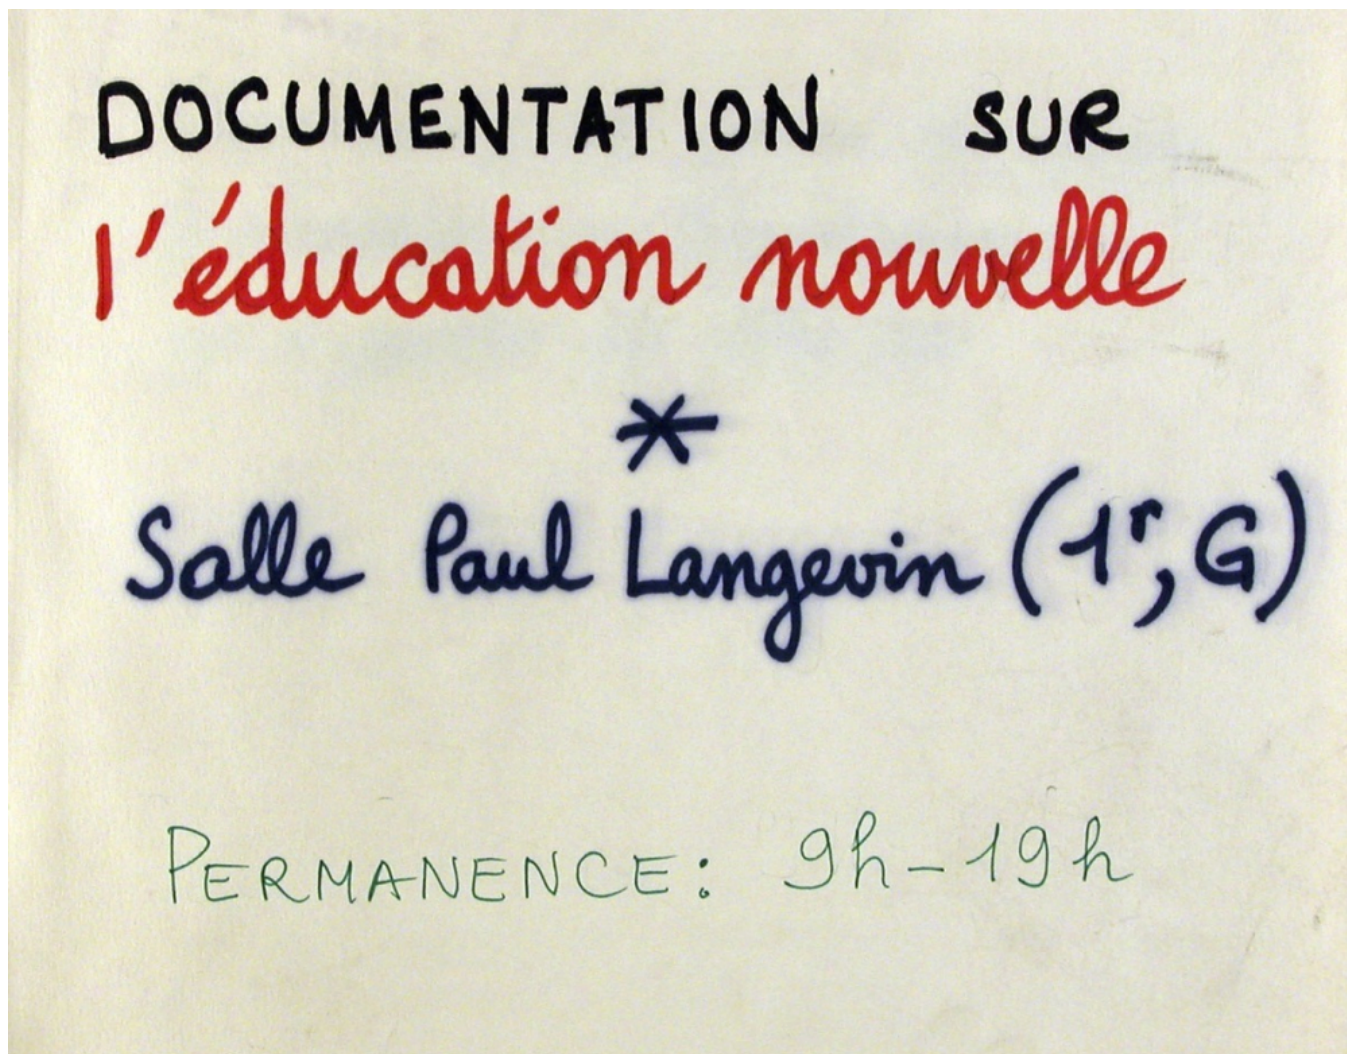 DOCUMENTATION SUR
l'éducation nouvelle
*
Salle Paul Langevin (1r, G)
PERMANENCE: 9h-19h